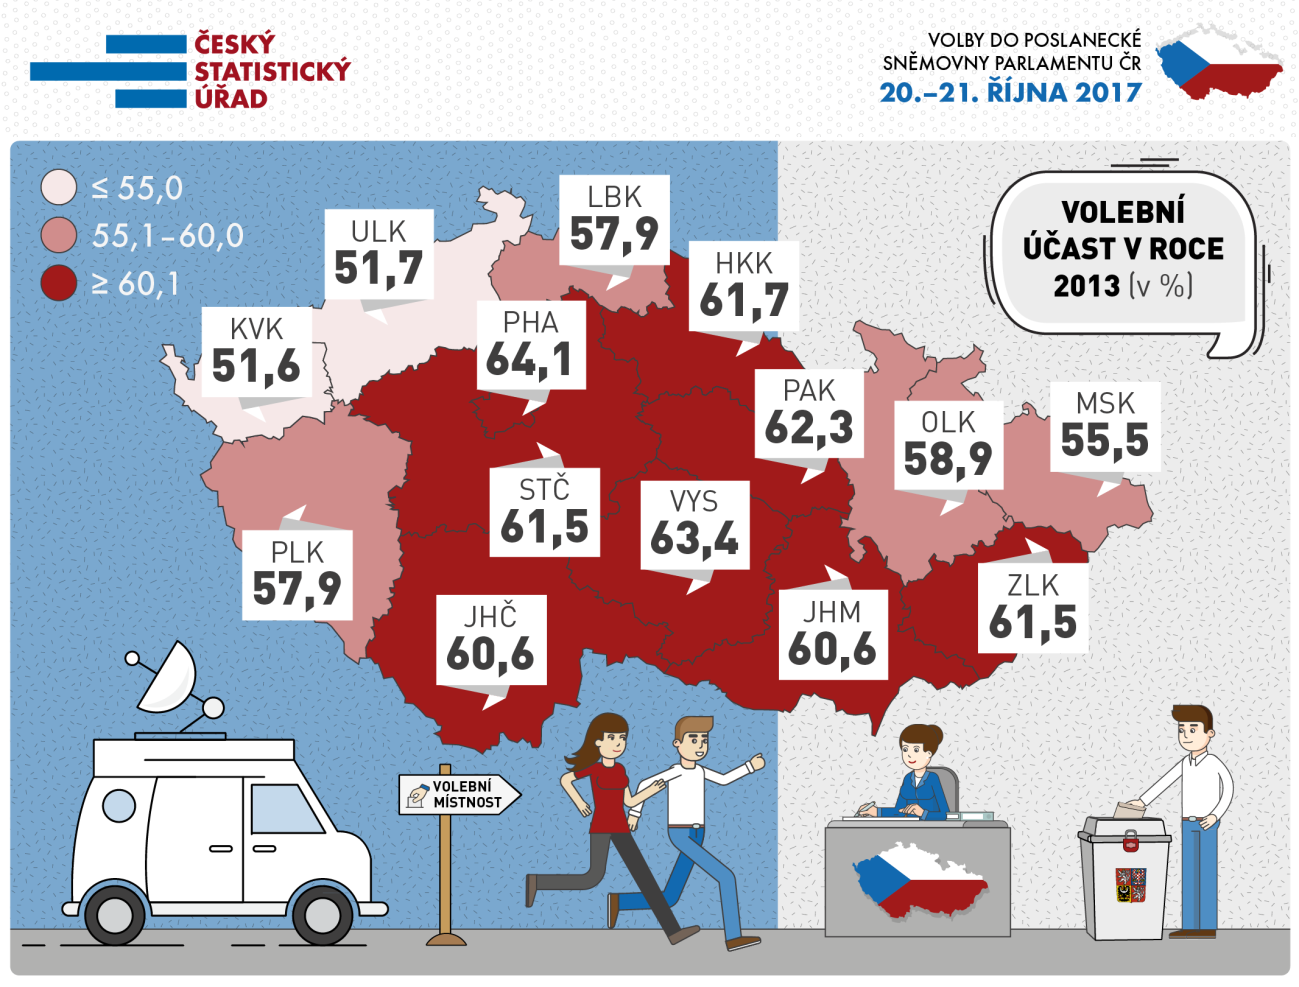 ČESKÝ
STATISTICKÝ
ÚŘAD
VOLBY DO POSLANECKÉ
SNĚMOVNY PARLAMENTU ČR
20.–21. ŘÍJNA 2017
≤ 55,0
55,1–60,0
≥ 60,1
VOLEBNÍ
ÚČAST V ROCE
2013 (v %)
LBK
57,9
ULK
51,7
HKK
61,7
KVK
51,6
PHA
64,1
PAK
62,3
OLK
58,9
MSK
55,5
STČ
61,5
VYS
63,4
PLK
57,9
JHČ
60,6
JHM
60,6
ZLK
61,5
VOLEBNÍ
MÍSTNOST